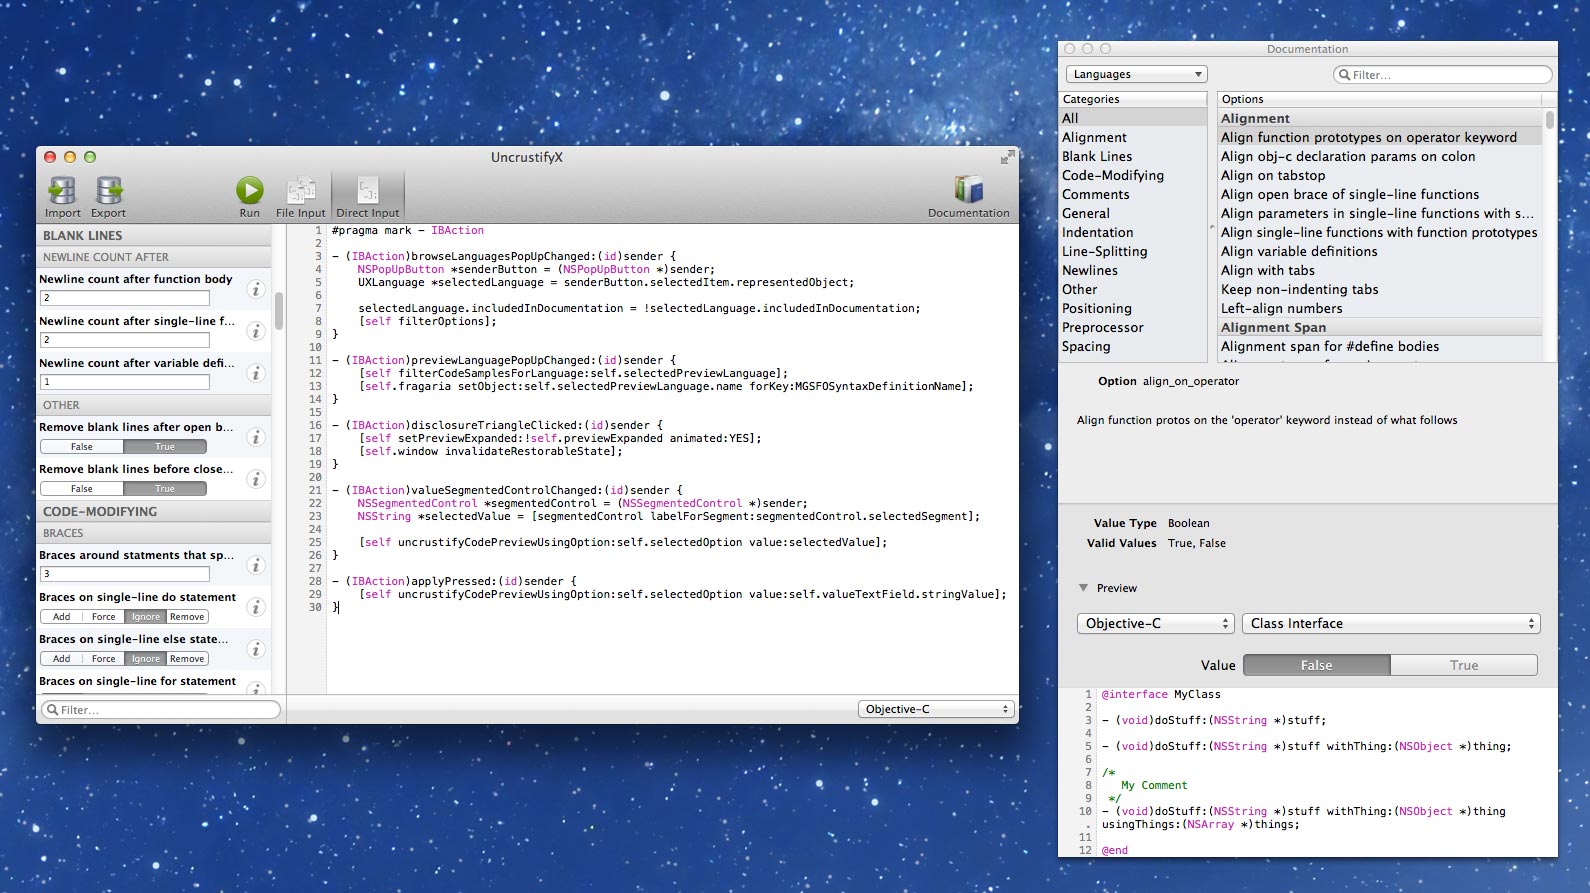 UncrustifyX
Import
Export
Run
File Input
Direct Input
Documentation
BLANK LINES
NEWLINE COUNT AFTER
Newline count after function body
2
Newline count after single-line f...
2
Newline count after variable defi...
1
OTHER
Remove blank lines after open b...
False True
Remove blank lines before close...
False True
CODE-MODIFYING
BRACES
Braces around statments that sp...
3
Braces on single-line do statement
Add Force Ignore Remove
Braces on single-line else state...
Add Force Ignore Remove
Braces on single-line for statement
Filter...
1 #pragma mark - IBAction
2
3 - (IBAction)browseLanguagesPopUpChanged:(id)sender {
4 NSPopUpButton *senderButton = (NSPopUpButton *)sender;
5 UXLanguage *selectedLanguage = senderButton.selectedItem.representedObject;
6
7 selectedLanguage.includedInDocumentation = !selectedLanguage.includedInDocumentation;
8 [self filterOptions];
9 }
10
11 - (IBAction)previewLanguagePopUpChanged:(id)sender {
12 [self filterCodeSamplesForLanguage:self.selectedPreviewLanguage];
13 [self.fragaria setObject:self.selectedPreviewLanguage.name forKey:MGSFOSyntaxDefinitionName];
14 }
15
16 - (IBAction)disclosureTriangleClicked:(id)sender {
17 [self setPreviewExpanded:!self.previewExpanded animated:YES];
18 [self.window invalidateRestorableState];
19 }
20
21 - (IBAction)valueSegmentedControlChanged:(id)sender {
22 NSSegmentedControl *segmentedControl = (NSSegmentedControl *)sender;
23 NSString *selectedValue = [segmentedControl labelForSegment:segmentedControl.selectedSegment];
24
25 [self uncrustifyCodePreviewUsingOption:self.selectedOption value:selectedValue];
26 }
27
28 - (IBAction)applyPressed:(id)sender {
29 [self uncrustifyCodePreviewUsingOption:self.selectedOption value:self.valueTextField.stringValue];
30 }
Objective-C
Documentation
Languages
Filter...
Categories
All
Alignment
Blank Lines
Code-Modifying
Comments
General
Indentation
Line-Splitting
Newlines
Other
Positioning
Preprocessor
Spacing
Options
Alignment
Align function prototypes on operator keyword
Align obj-c declaration params on colon
Align on tabstop
Align open brace of single-line functions
Align parameters in single-line functions with s...
Align single-line functions with function prototypes
Align variable definitions
Align with tabs
Keep non-indenting tabs
Left-align numbers
Alignment Span
Alignment span for #define bodies
Option align_on_operator
Align function protos on the 'operator' keyword instead of what follows
Value Type Boolean
Valid Values True, False
Preview
Objective-C
Class Interface
Value False True
1 @interface MyClass
2
3 - (void)doStuff:(NSString *)stuff;
4
5 - (void)doStuff:(NSString *)stuff withThing:(NSObject *)thing;
6
7 /*
8 My Comment
9 */
10 - (void)doStuff:(NSString *)stuff withThing:(NSObject *)thing
. usingThings:(NSArray *)things;
11
12 @end